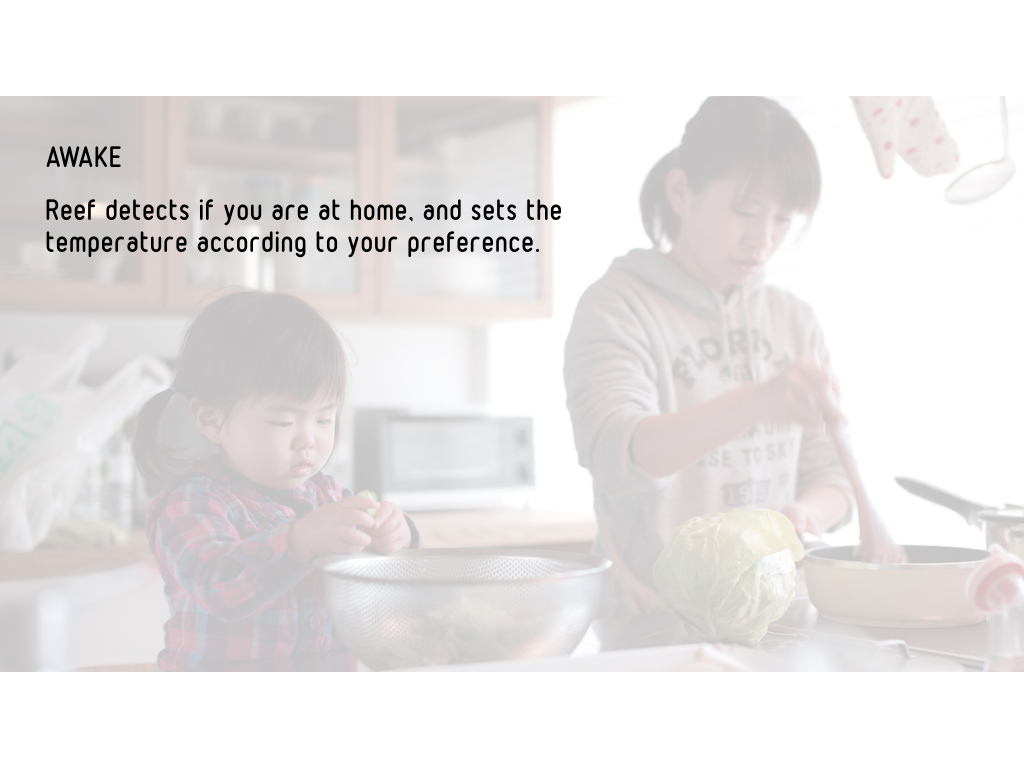 AWAKE
Reef detects if you are at home, and sets the
temperature according to your preference.